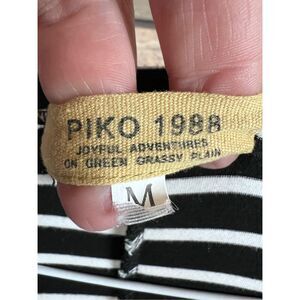 PIKO 1988
JOYFUL ADVENTURES
ON GREEN GRASSY PLAIN
M